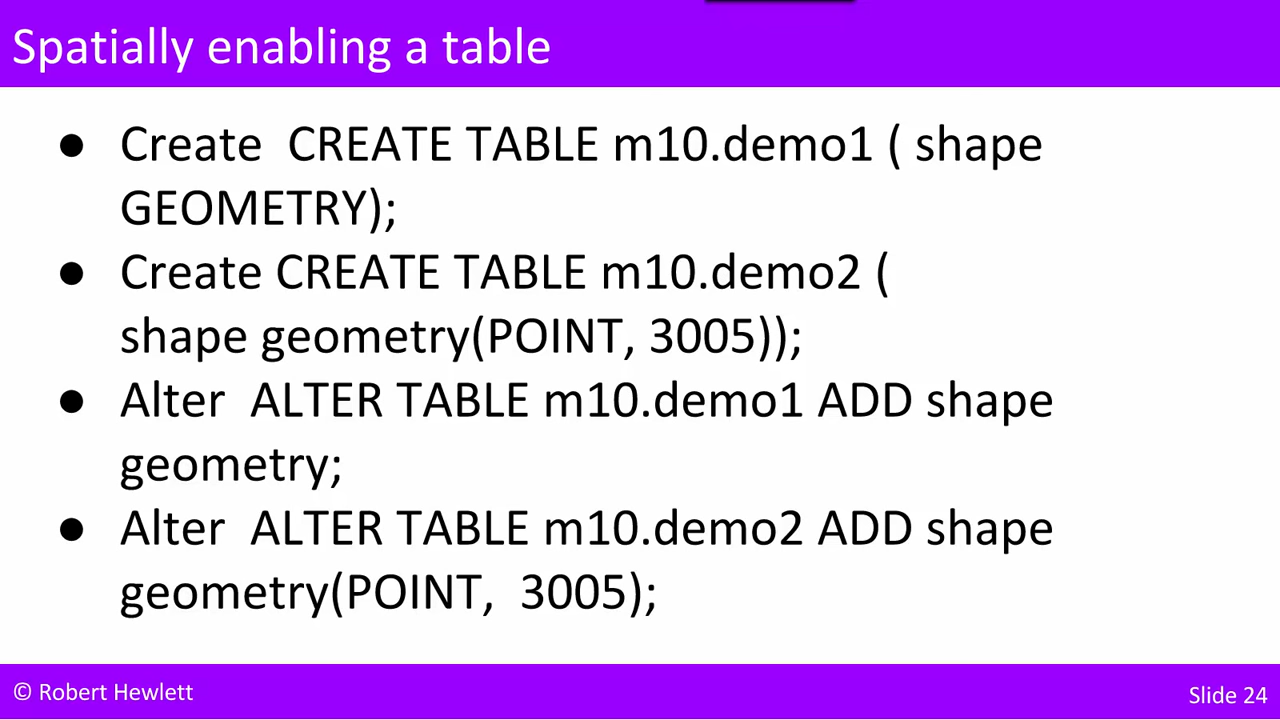 Spatially enabling a table
● Create  CREATE TABLE m10.demo1 ( shape
GEOMETRY);
● Create CREATE TABLE m10.demo2 (
shape geometry(POINT, 3005));
● Alter  ALTER TABLE m10.demo1 ADD shape
geometry;
● Alter  ALTER TABLE m10.demo2 ADD shape
geometry(POINT,  3005);
© Robert Hewlett
Slide 24